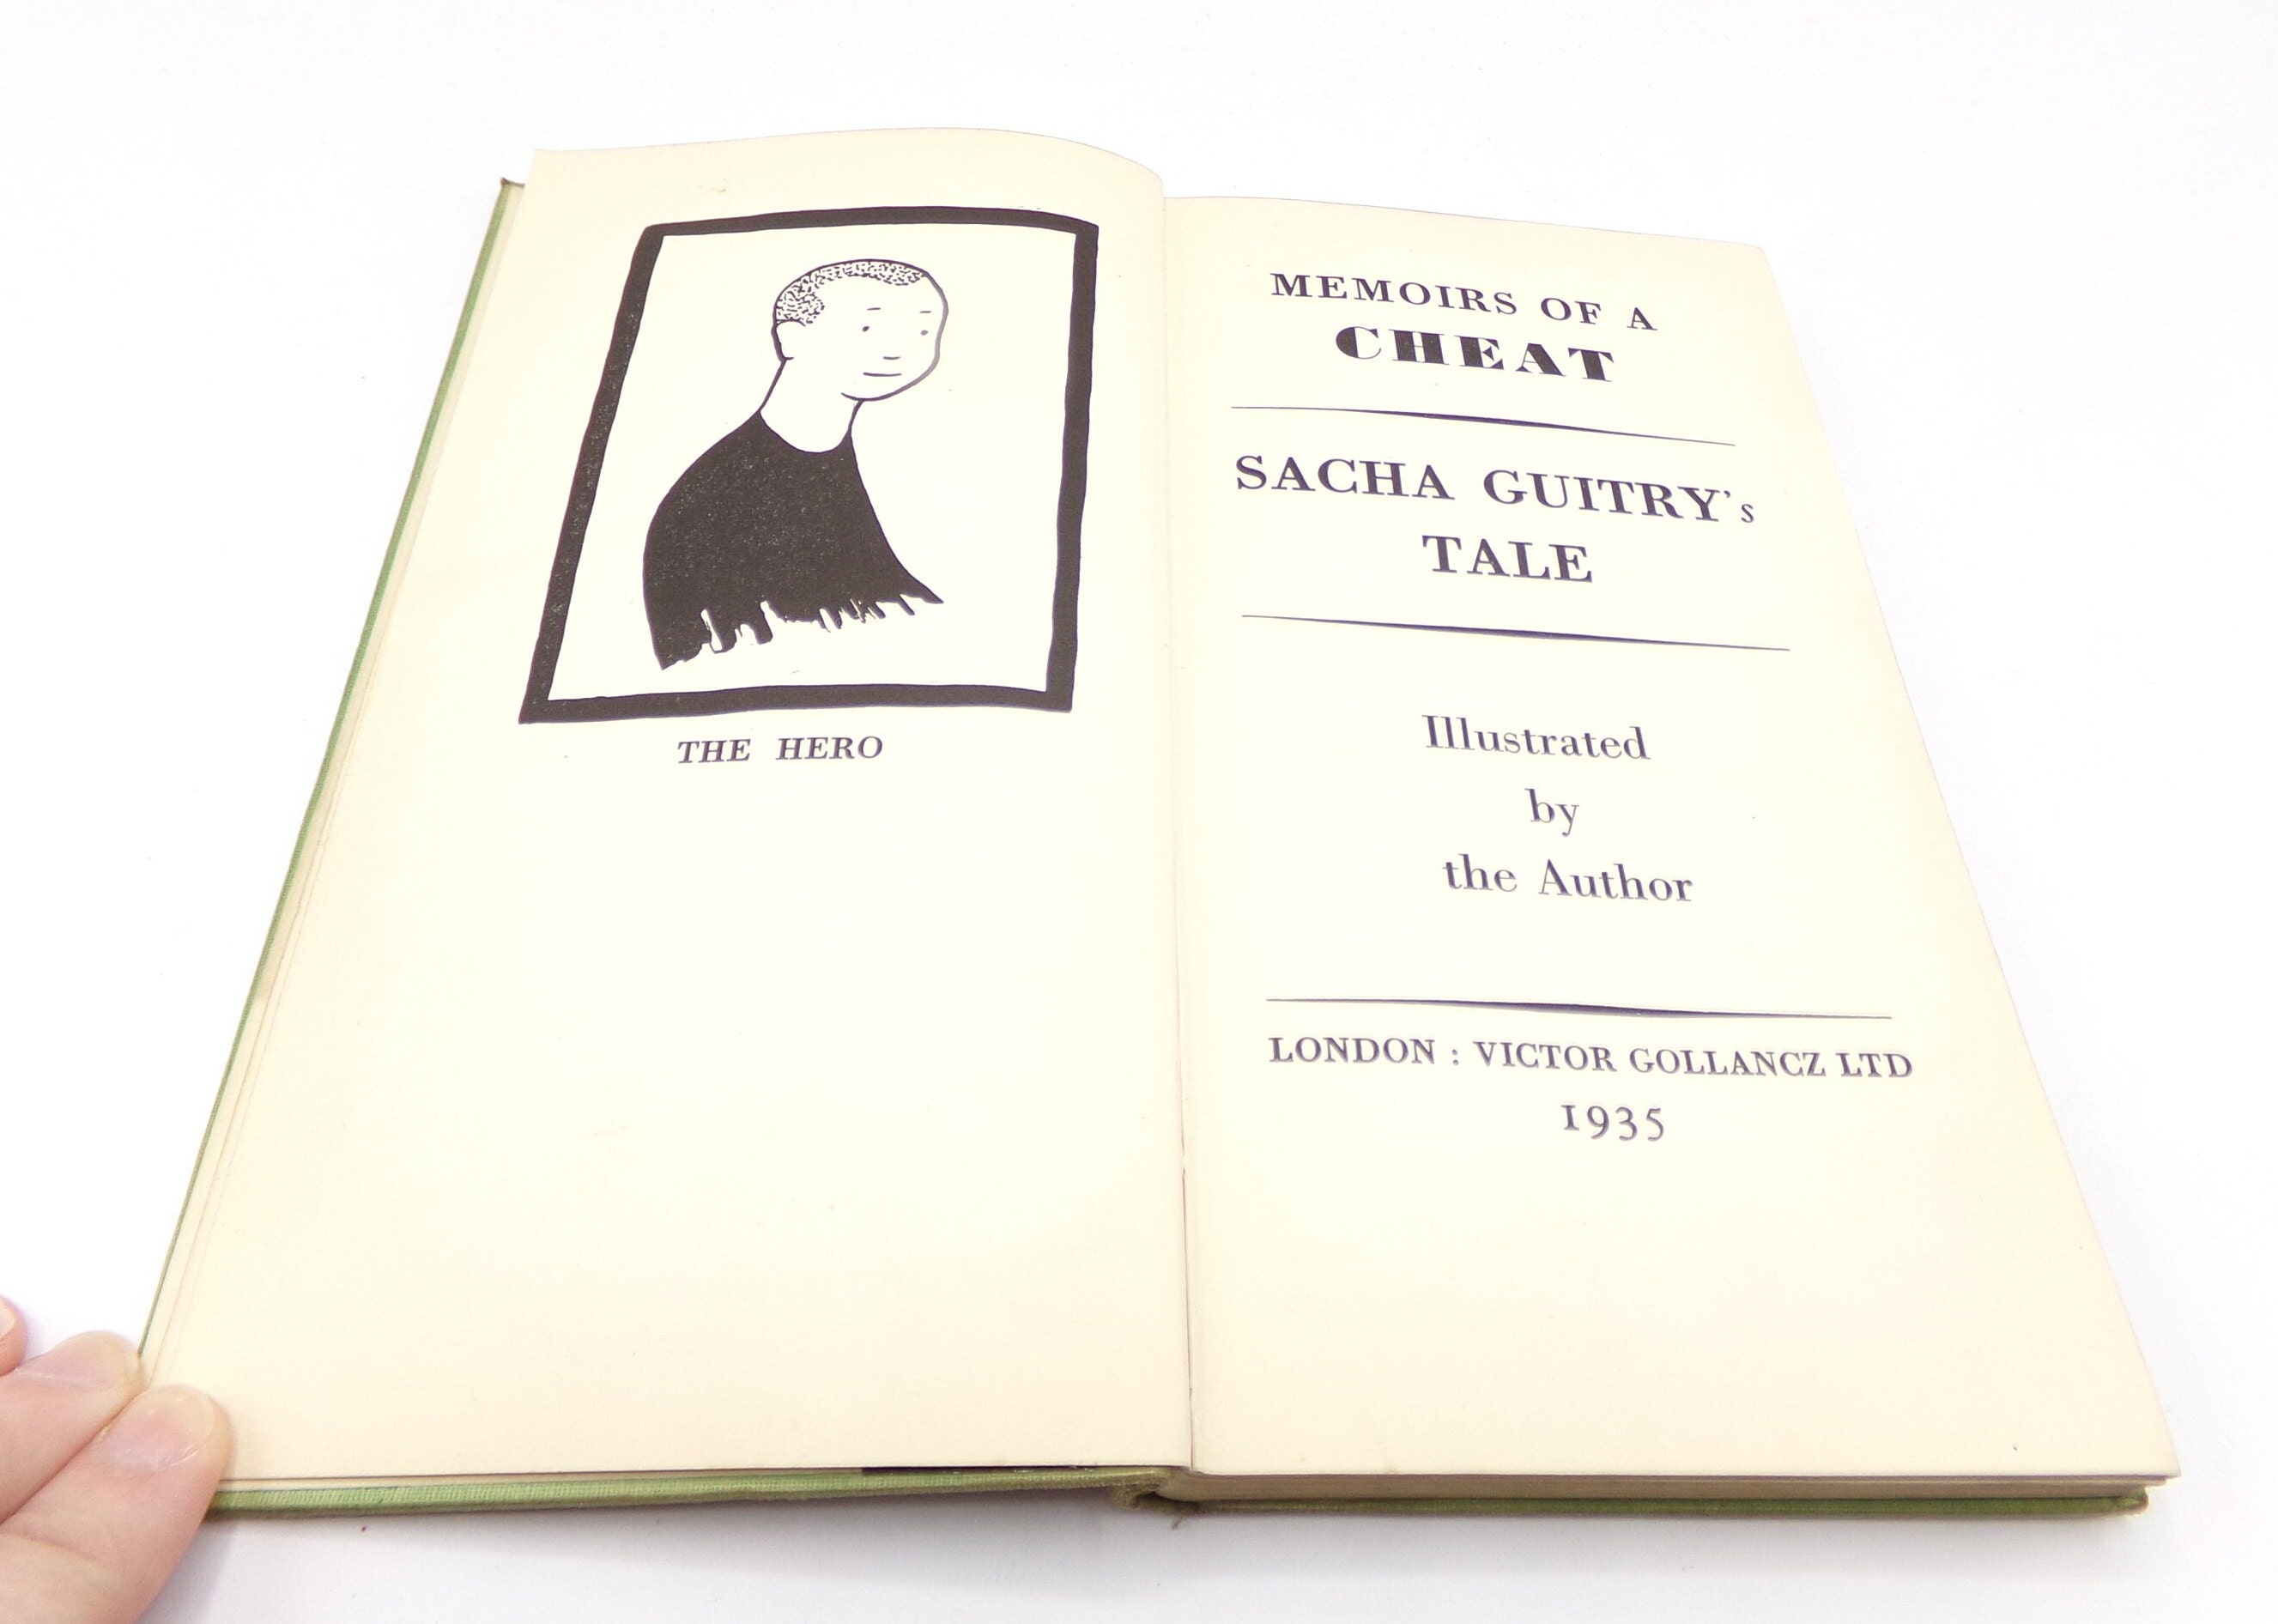 THE HERO
MEMOIRS OF A
CHEAT
SACHA GUITRY's
TALE
Illustrated
by
the Author
LONDON : VICTOR GOLLANCZ LTD
1935